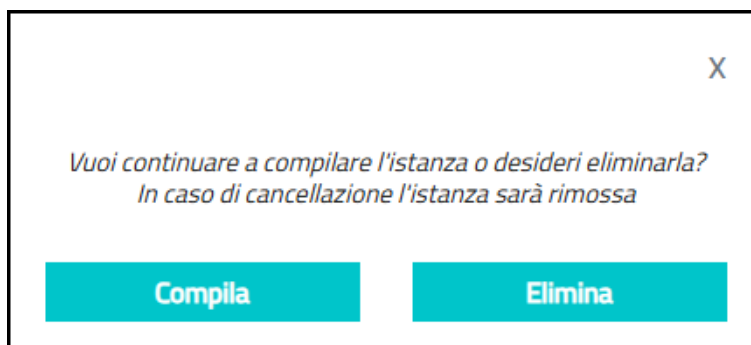 X
Vuoi continuare a compilare l'istanza o desideri eliminarla?
In caso di cancellazione l'istanza sarà rimossa
Compila
Elimina